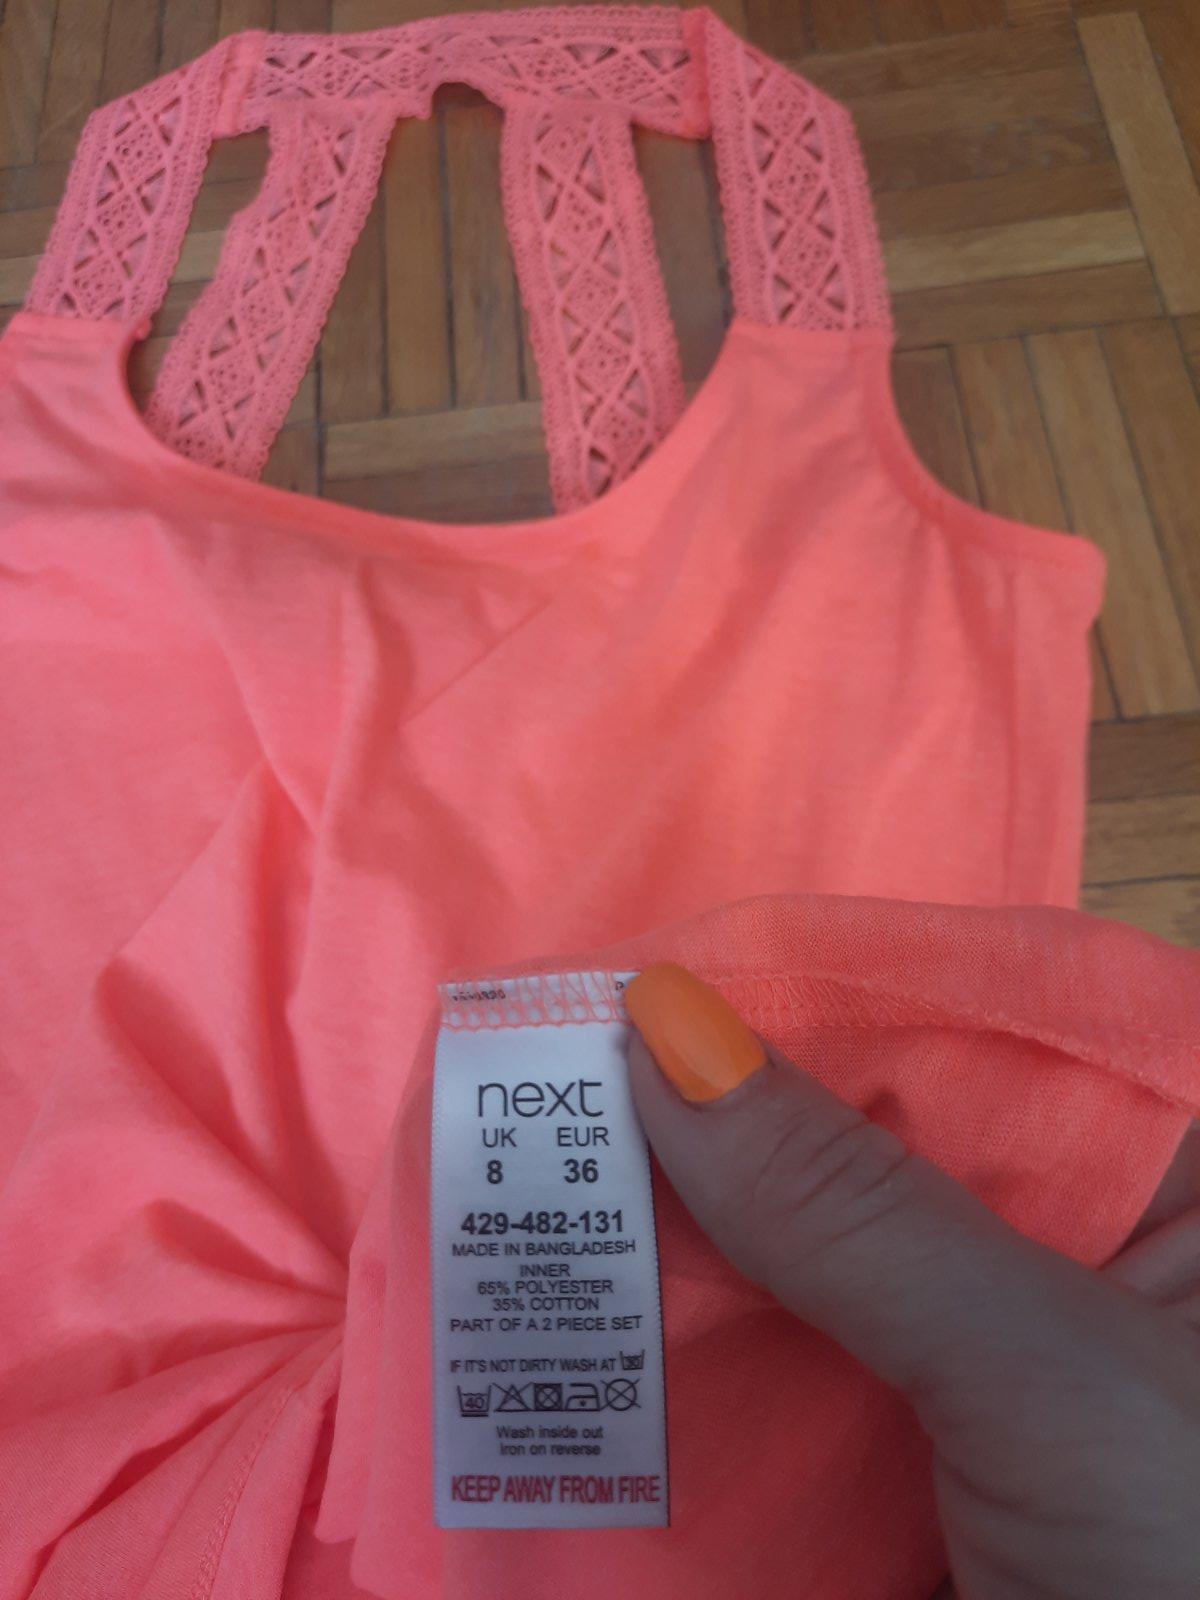 next
UK EUR
8 36
429-482-131
MADE IN BANGLADESH
INNER
65% POLYESTER
35% COTTON
PART OF A 2 PIECE SET
IF IT'S NOT DIRTY WASH AT 30
40
Wash inside out
Iron on reverse
KEEP AWAY FROM FIRE